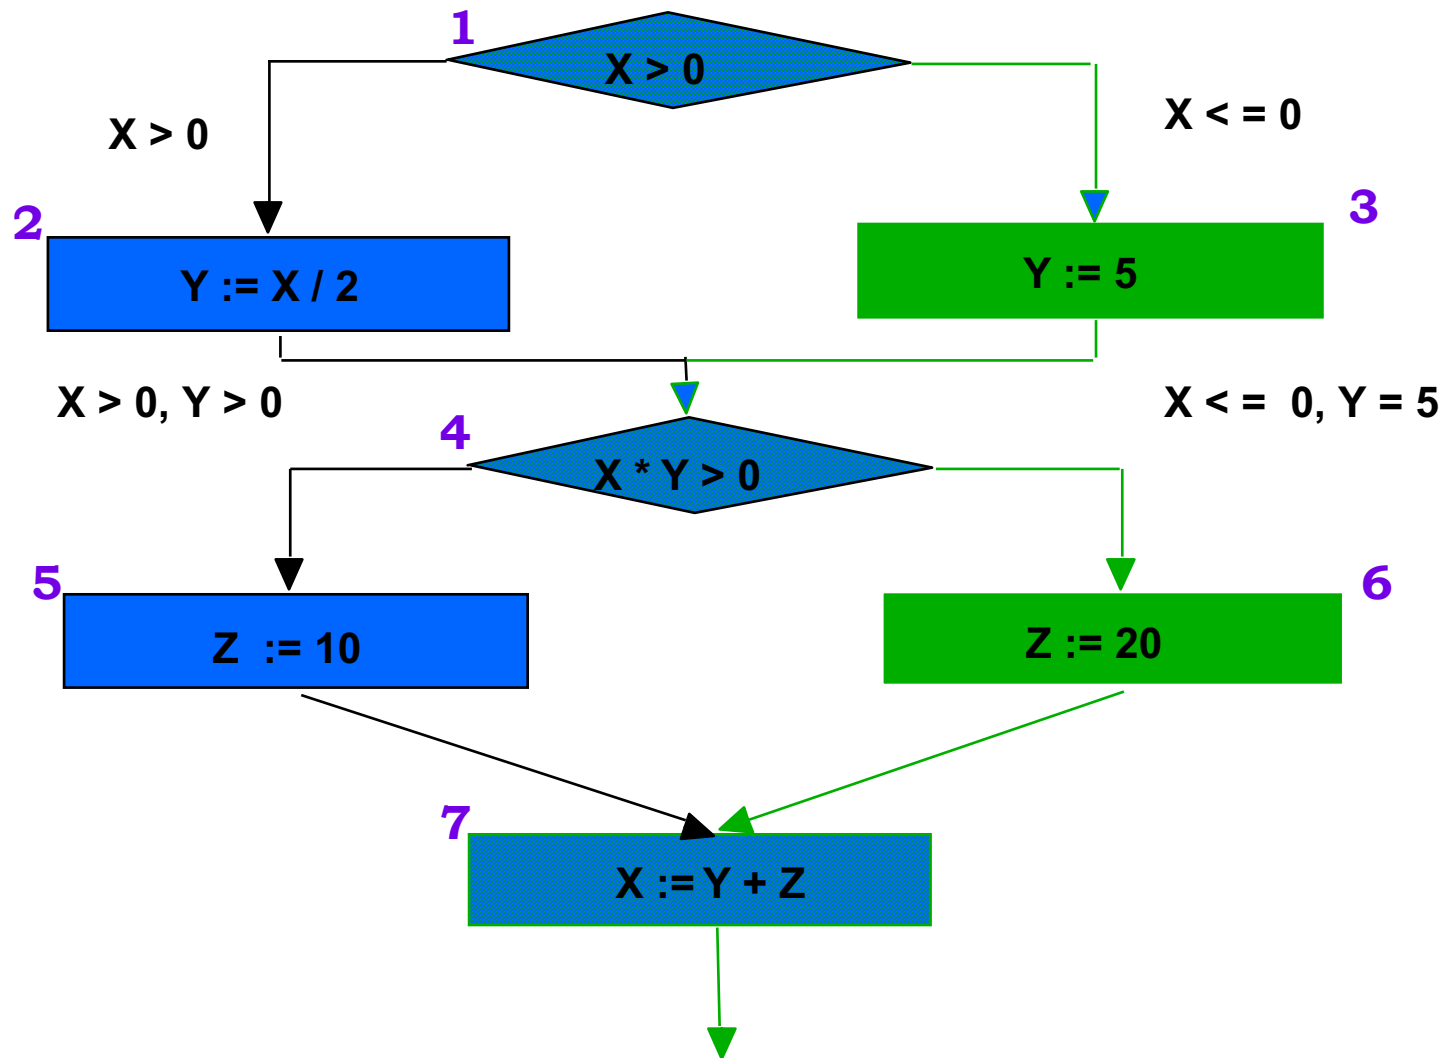 1
X > 0
X > 0
X < = 0
2
3
Y := X / 2
Y := 5
X > 0, Y > 0
X < =  0, Y = 5
4
X * Y > 0
5
6
Z  := 10
Z := 20
7
X := Y + Z